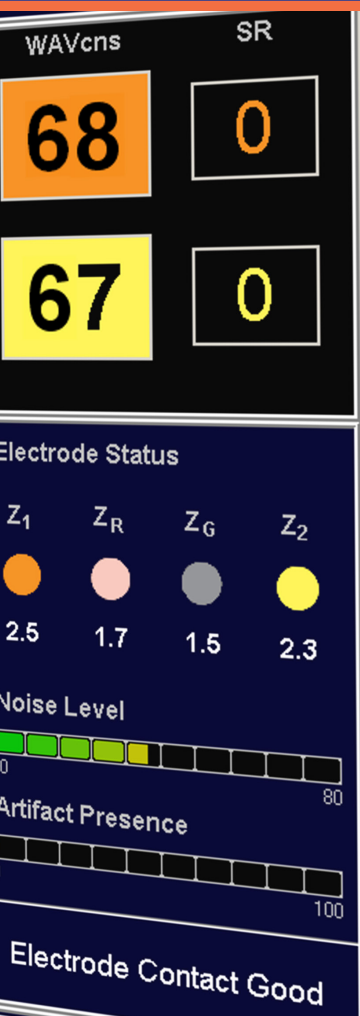 WAVcns SR
68 0
67 0
Electrode Status
Z1 ZR ZG Z2
2.5 1.7 1.5 2.3
Noise Level
0 80
Artifact Presence
100
Electrode Contact Good